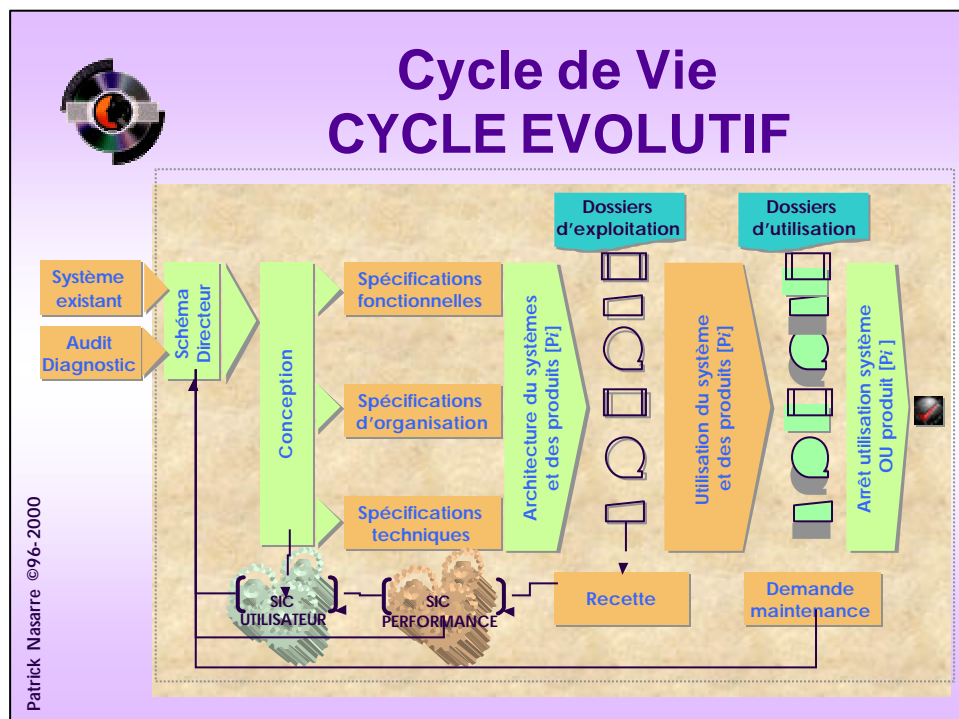 Cycle de Vie
CYCLE EVOLUTIF
Dossiers
d'exploitation
Dossiers
d'utilisation
Système
existant
Audit
Diagnostic
Schéma
Directeur
Conception
Spécifications
fonctionnelles
Spécifications
d'organisation
Spécifications
techniques
Architecture du systèmes
et des produits [Pi]
Utilisation du système
et des produits [Pi]
Arrêt utilisation système
OU produit [Pi ]
SIC
UTILISATEUR
SIC
PERFORMANCE
Recette
Demande
maintenance
Patrick Nasarre ©96-2000